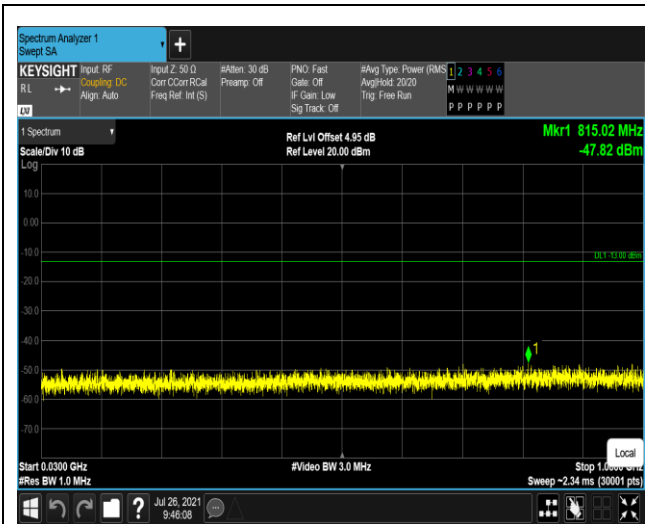 Spectrum Analyzer 1
Swept SA
+
KEYSIGHT Input: RF Input Z: 50 Ω #Atten: 30 dB PNO: Fast #Avg Type: Power (RMS 1 2 3 4 5 6
RL Coupling: DC Corr CCorr RCal Preamp: Off Gate: Off Avg|Hold: 20/20 M W W W W W
Align: Auto Freq Ref: Int (S) IF Gain: Low Trig: Free Run
Sig Track: Off P P P P P P
LXI
1 Spectrum Ref Lvl Offset 4.95 dB Mkr1 815.02 MHz
Scale/Div 10 dB Ref Level 20.00 dBm -47.82 dBm
Log
10.0
0.00
-10.0
DL1 -13.00 dBm
-20.0
-30.0
-40.0
1
-50.0
-60.0
-70.0
Local
Start 0.0300 GHz #Video BW 3.0 MHz Stop 1.0000 GHz
#Res BW 1.0 MHz Sweep ~2.34 ms (30001 pts)
? Jul 26, 2021
9:46:08